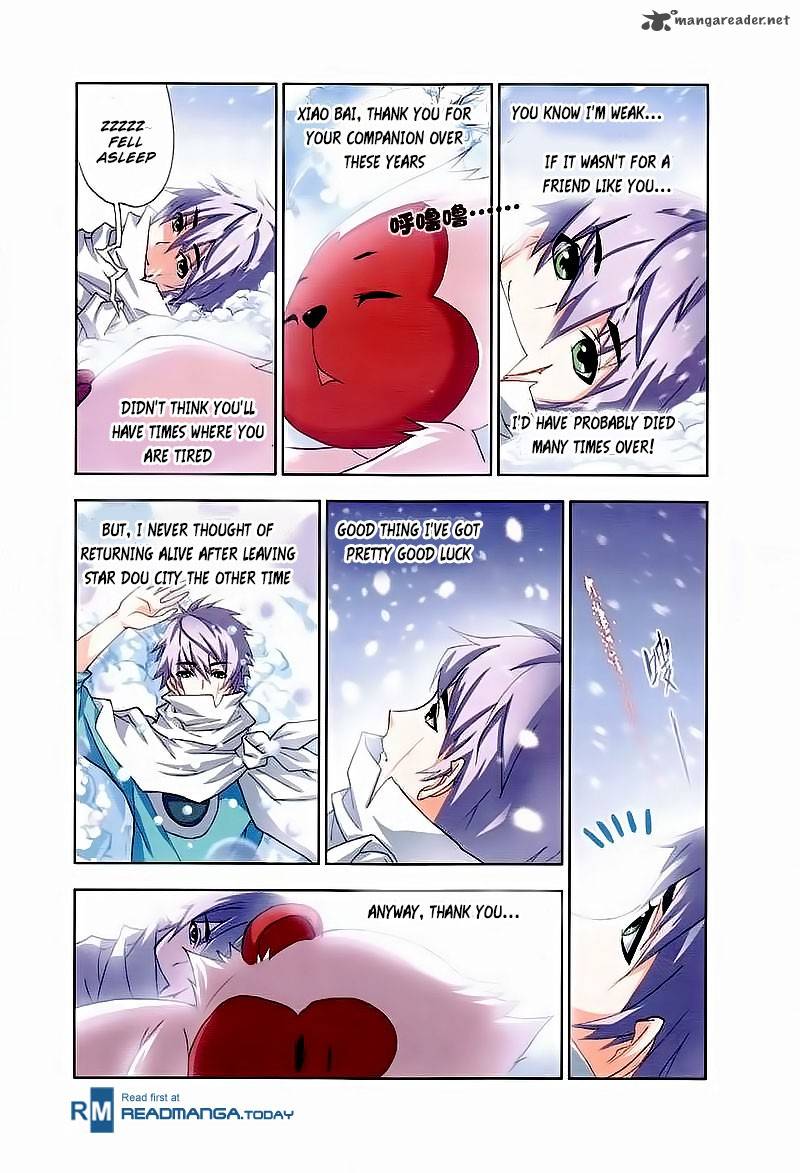 mangareader.net
ZZZZZ
FELL
ASLEEP
DIDN'T THINK YOU'LL
HAVE TIMES WHERE YOU
ARE TIRED
XIAO BAI, THANK YOU FOR
YOUR COMPANION OVER
THESE YEARS
呼噜噜……
YOU KNOW I'M WEAK...
IF IT WASN'T FOR A
FRIEND LIKE YOU...
I'D HAVE PROBABLY DIED
MANY TIMES OVER!
BUT, I NEVER THOUGHT OF
RETURNING ALIVE AFTER LEAVING
STAR DOU CITY THE OTHER TIME
GOOD THING I'VE GOT
PRETTY GOOD LUCK
嗖
ANYWAY, THANK YOU...
RM
Read first at
READMANGA.TODAY